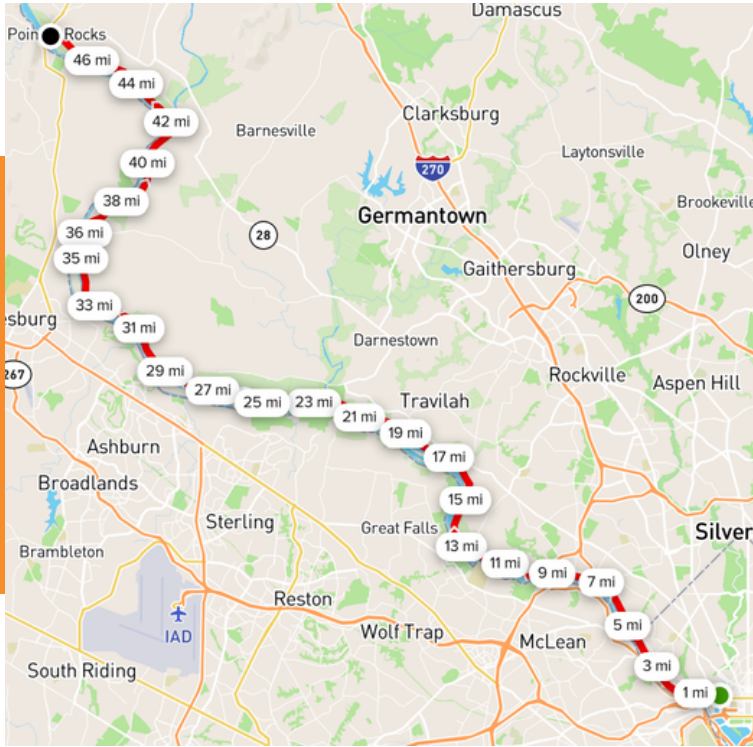 Damascus
Poin
Rocks
46 mi
44 mi
Clarksburg
42 mi
Barnesville
Laytonsville
40 mi
270
38 mi
Brookeville
Germantown
36 mi
28
Olney
35 mi
Gaithersburg
33 mi
200
esburg
31 mi
Darnestown
267
29 mi
Rockville
Aspen Hill
27 mi
25 mi
23 mi
Travilah
21 mi
19 mi
Ashburn
17 mi
Broadlands
15 mi
Sterling
Great Falls
Silver
13 mi
Brambleton
11 mi
9 mi
7 mi
Reston
5 mi
IAD
Wolf Trap
McLean
South Riding
3 mi
1 mi